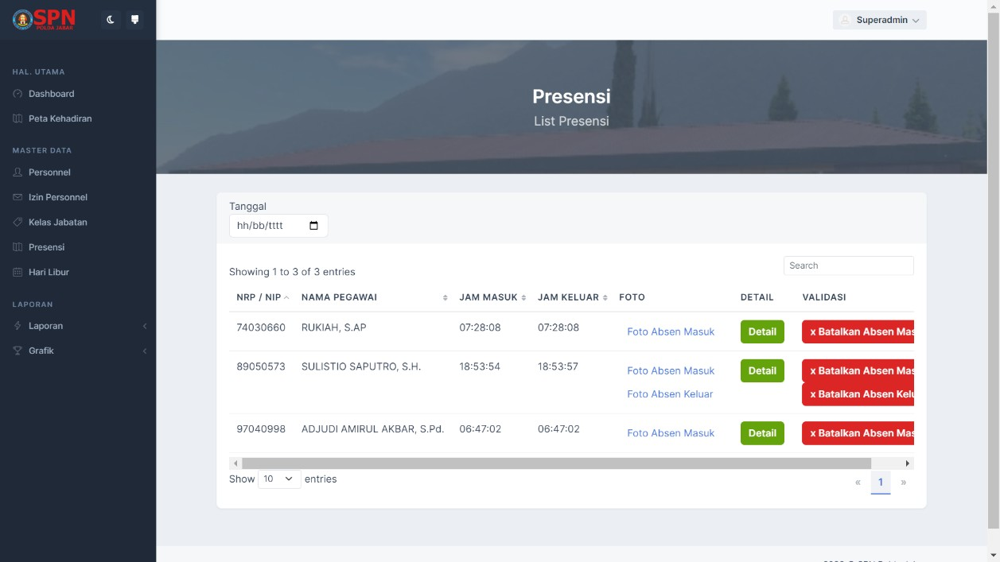 SPN
POLDA JABAR
Superadmin
HAL. UTAMA
Dashboard
Peta Kehadiran
MASTER DATA
Personnel
Izin Personnel
Kelas Jabatan
Presensi
Hari Libur
LAPORAN
Laporan
Grafik
Presensi
List Presensi
Tanggal
hh/bb/tttt
Showing 1 to 3 of 3 entries
Search
NRP / NIP NAMA PEGAWAI JAM MASUK JAM KELUAR FOTO DETAIL VALIDASI
74030660 RUKIAH, S.AP 07:28:08 07:28:08 Foto Absen Masuk Detail x Batalkan Absen Mas
89050573 SULISTIO SAPUTRO, S.H. 18:53:54 18:53:57 Foto Absen Masuk Detail x Batalkan Absen Mas
Foto Absen Keluar x Batalkan Absen Kelu
97040998 ADJUDI AMIRUL AKBAR, S.Pd. 06:47:02 06:47:02 Foto Absen Masuk Detail x Batalkan Absen Mas
Show 10 entries
« 1 »